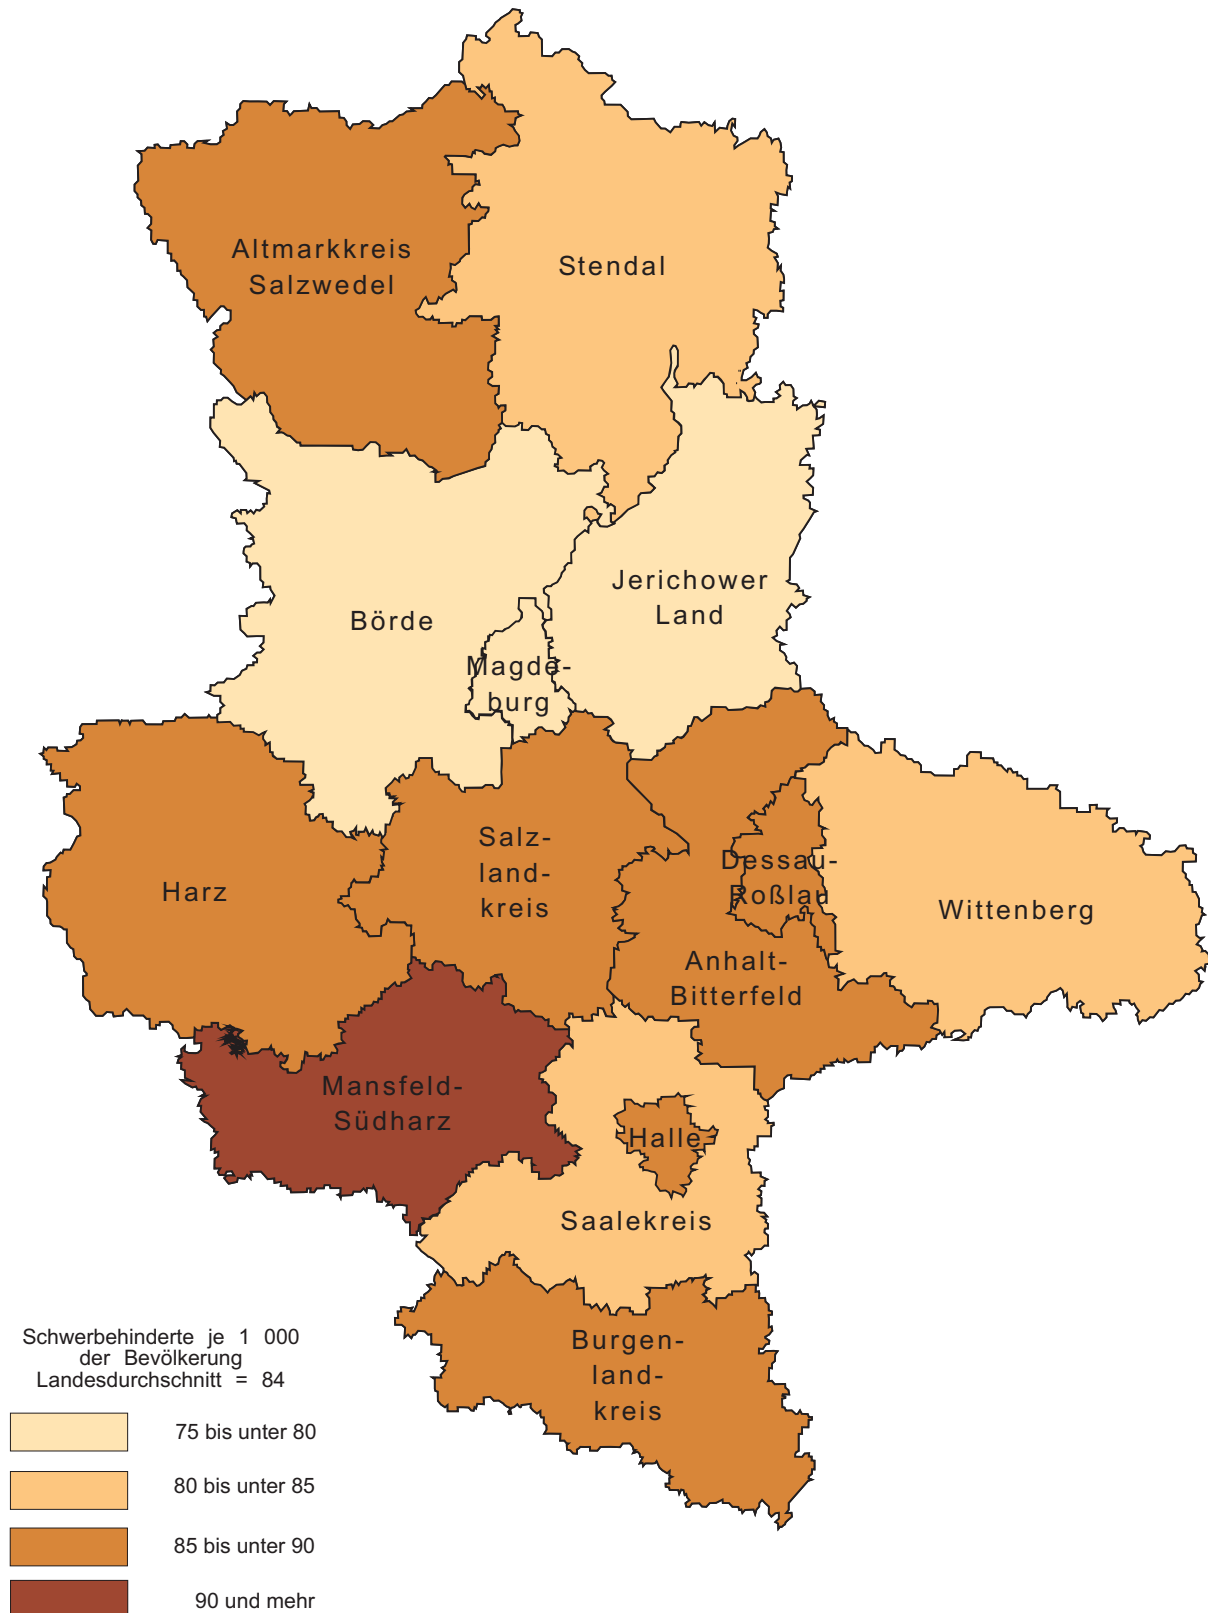 Altmarkkreis
Salzwedel
Stendal
Jerichower
Land
Börde
Magde-
burg
Salz-
land-
kreis
Harz
Dessau-
Roßlau
Wittenberg
Anhalt-
Bitterfeld
Mansfeld-
Südharz
Halle
Saalekreis
Burgen-
land-
kreis
Schwerbehinderte je 1 000
der Bevölkerung
Landesdurchschnitt = 84
75 bis unter 80
80 bis unter 85
85 bis unter 90
90 und mehr